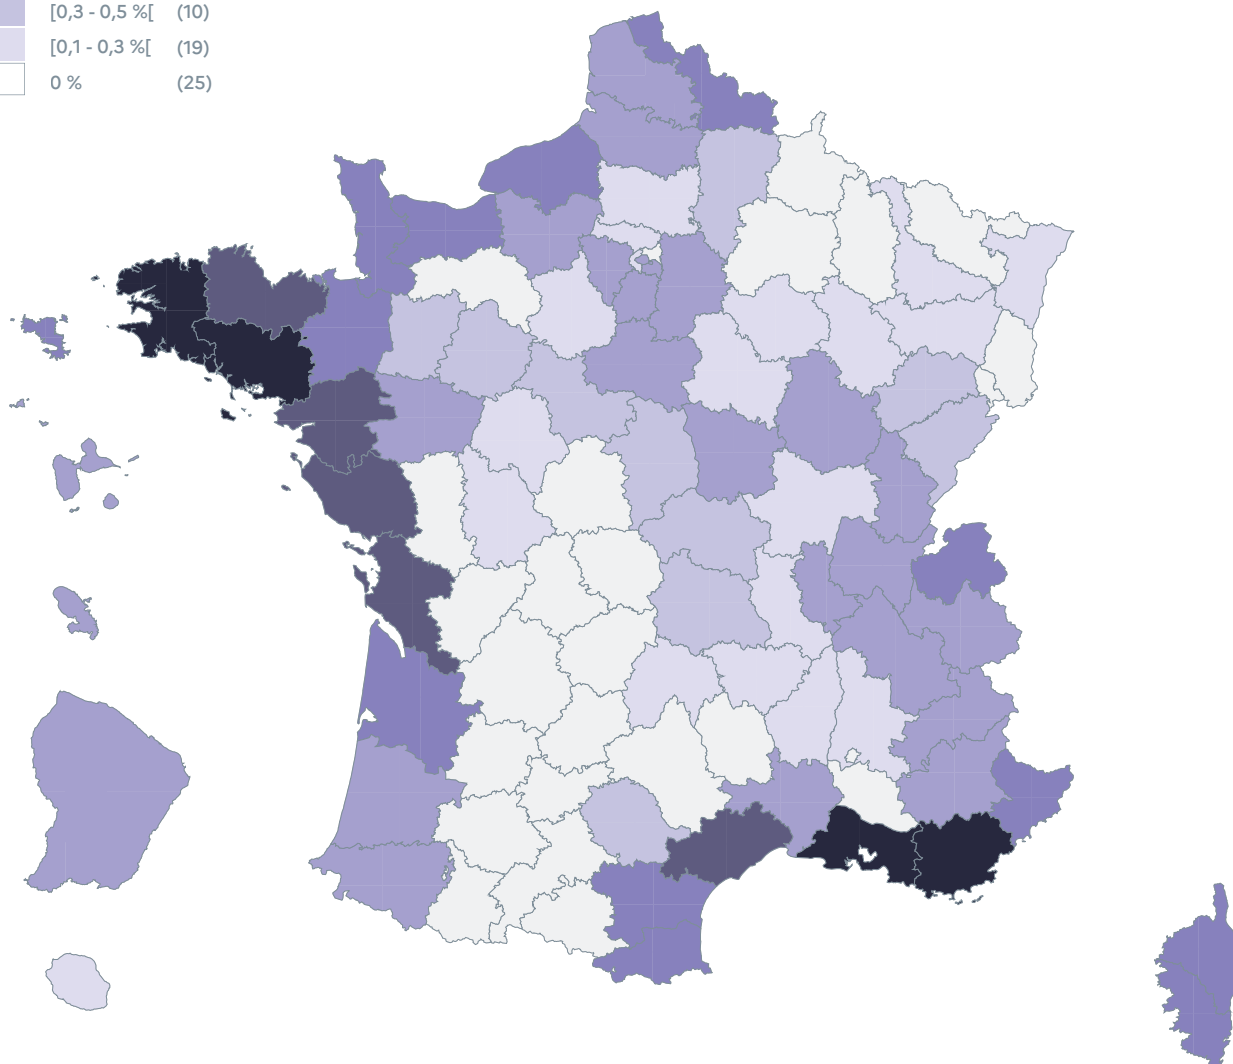 [0,3 - 0,5 %[ (10)
[0,1 - 0,3 %[ (19)
0 % (25)